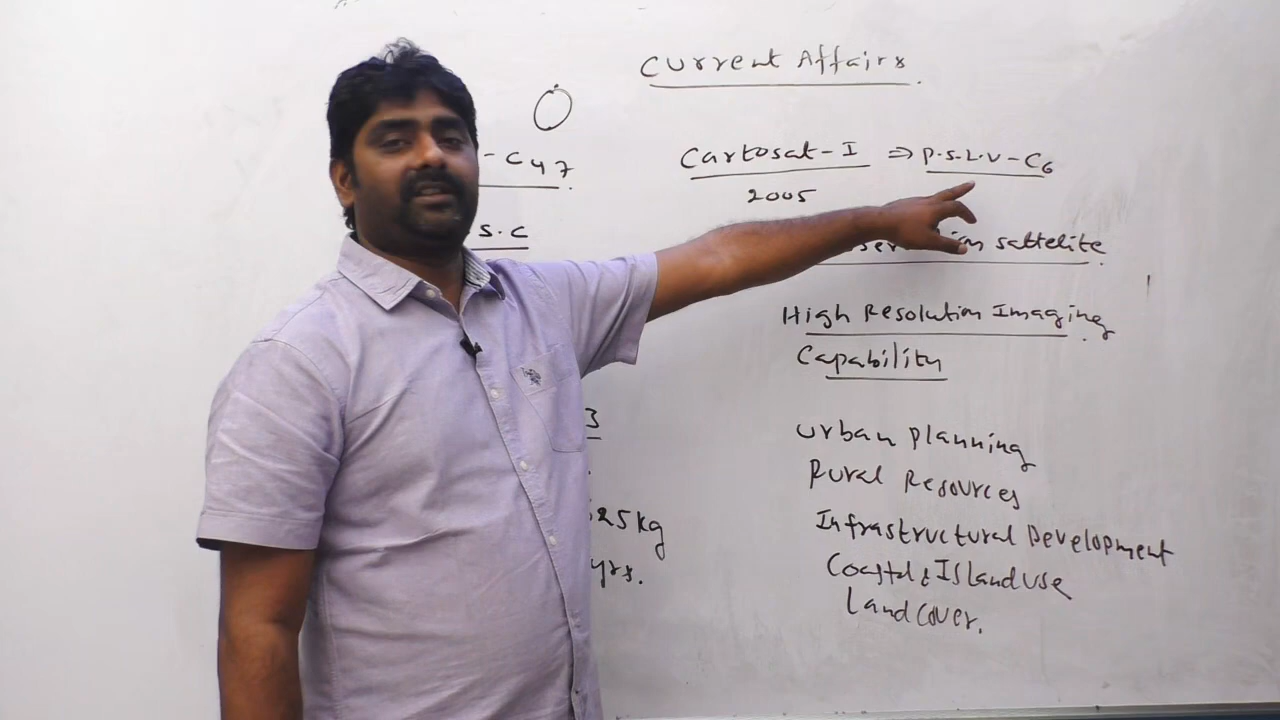 Current Affairs.
-C47.
Cartosat-I ⇒ P.S.L.V-C6
2005
S.C
sattelite.
High Resolution Imaging
Capability
3
urban planning
Rural Resources
Infrastructural Development
25kg
Coastal & Island use
yrs.
Land Cover.